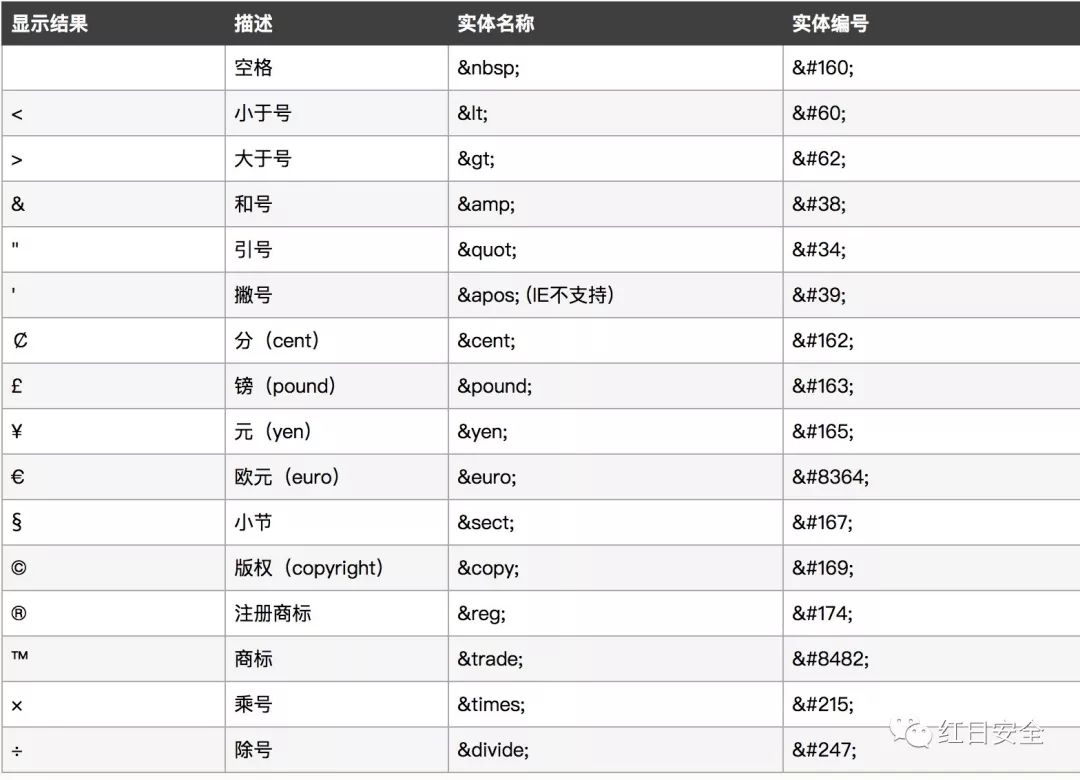 显示结果 描述 实体名称 实体编号
空格 &nbsp; &#160;
< 小于号 &lt; &#60;
> 大于号 &gt; &#62;
& 和号 &amp; &#38;
" 引号 &quot; &#34;
' 撇号 &apos; (IE不支持) &#39;
₡ 分（cent） &cent; &#162;
£ 镑（pound） &pound; &#163;
¥ 元（yen） &yen; &#165;
€ 欧元（euro） &euro; &#8364;
§ 小节 &sect; &#167;
© 版权（copyright） &copy; &#169;
® 注册商标 &reg; &#174;
™ 商标 &trade; &#8482;
× 乘号 &times; &#215;
÷ 除号 &divide; &#247;
红目安全